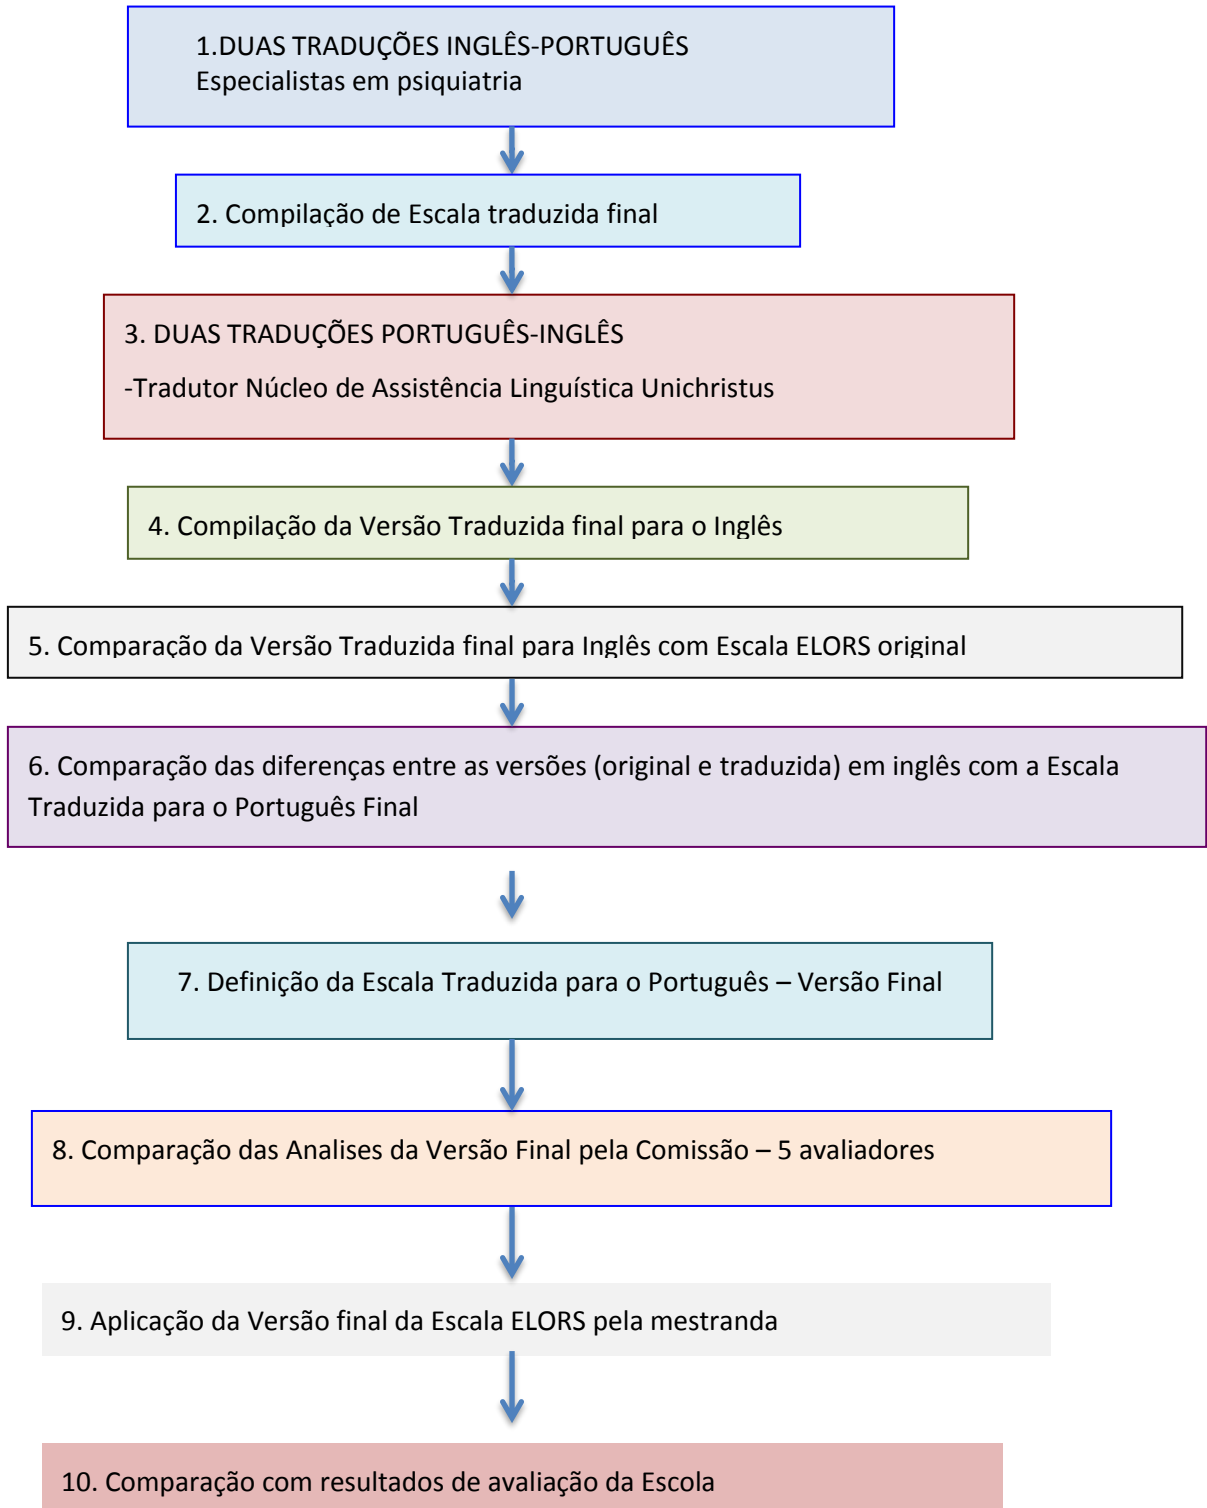 1.DUAS TRADUÇÕES INGLÊS-PORTUGUÊS
Especialistas em psiquiatria
2. Compilação de Escala traduzida final
3. DUAS TRADUÇÕES PORTUGUÊS-INGLÊS
-Tradutor Núcleo de Assistência Linguística Unichristus
4. Compilação da Versão Traduzida final para o Inglês
5. Comparação da Versão Traduzida final para Inglês com Escala ELORS original
6. Comparação das diferenças entre as versões (original e traduzida) em inglês com a Escala
Traduzida para o Português Final
7. Definição da Escala Traduzida para o Português – Versão Final
8. Comparação das Analises da Versão Final pela Comissão – 5 avaliadores
9. Aplicação da Versão final da Escala ELORS pela mestranda
10. Comparação com resultados de avaliação da Escola